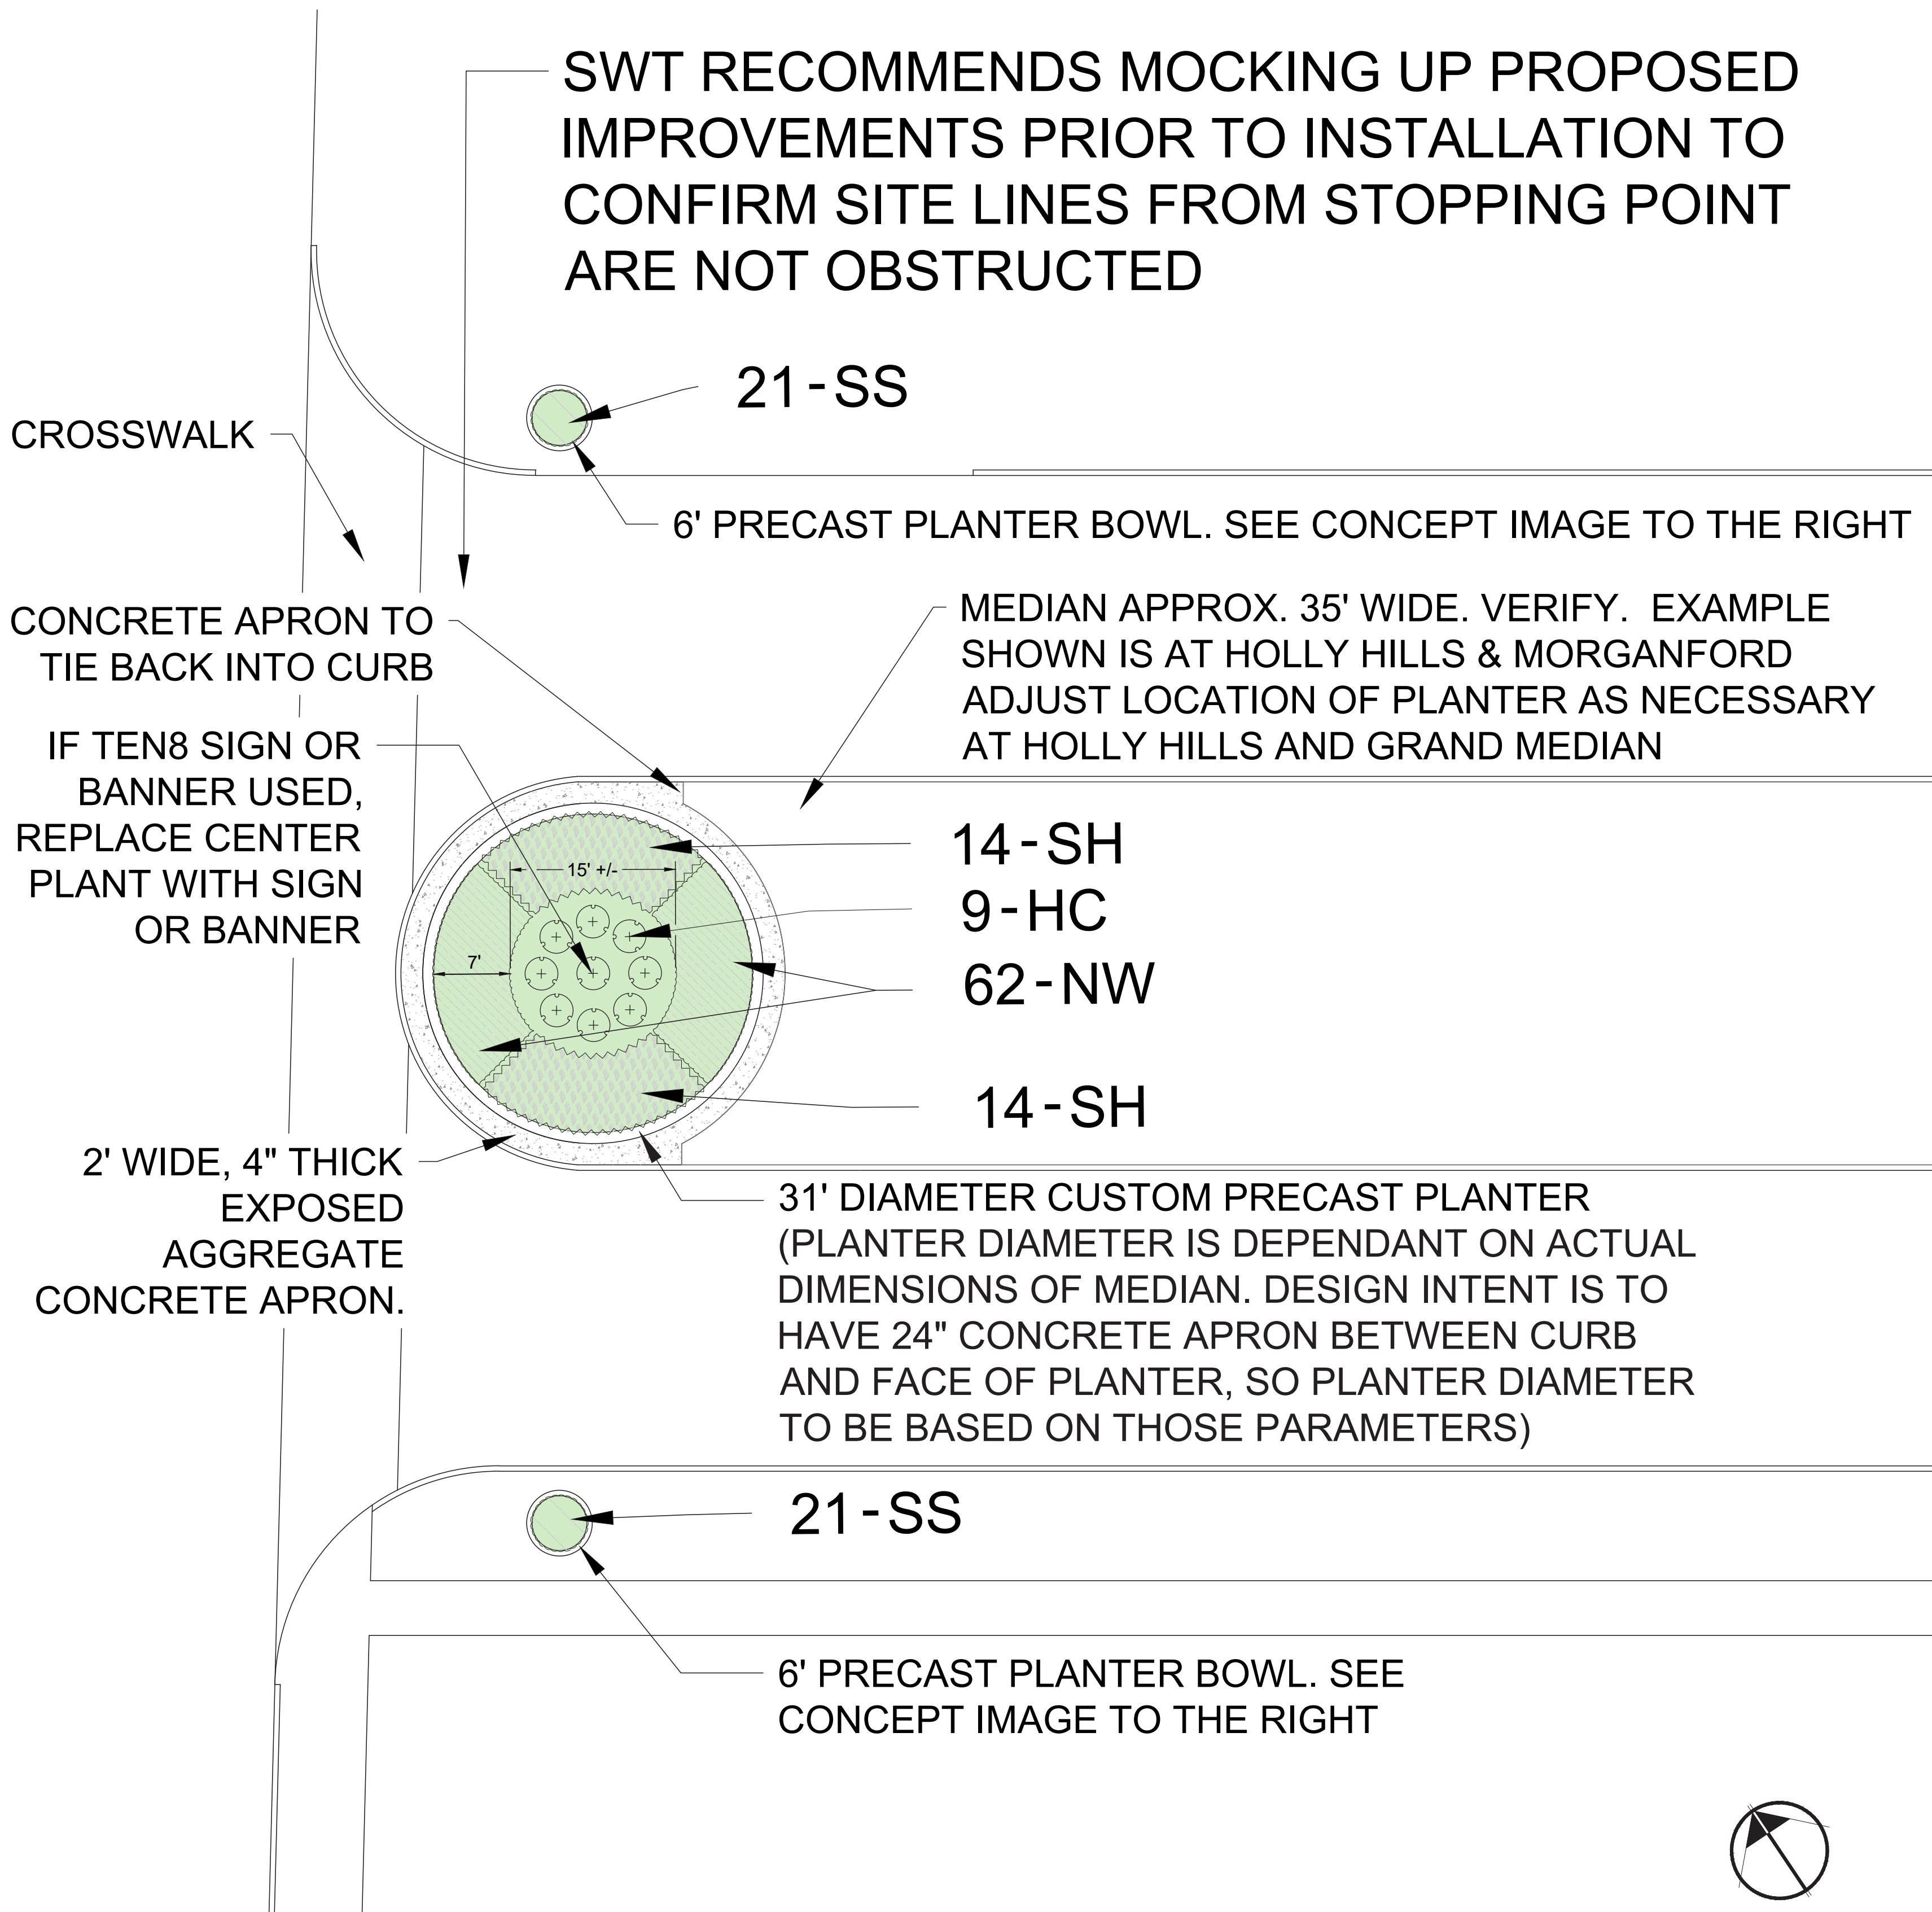 SWT RECOMMENDS MOCKING UP PROPOSED
IMPROVEMENTS PRIOR TO INSTALLATION TO
CONFIRM SITE LINES FROM STOPPING POINT
ARE NOT OBSTRUCTED
21-SS
CROSSWALK
6' PRECAST PLANTER BOWL. SEE CONCEPT IMAGE TO THE RIGHT
CONCRETE APRON TO
TIE BACK INTO CURB
MEDIAN APPROX. 35' WIDE. VERIFY. EXAMPLE
SHOWN IS AT HOLLY HILLS & MORGANFORD
ADJUST LOCATION OF PLANTER AS NECESSARY
AT HOLLY HILLS AND GRAND MEDIAN
IF TEN8 SIGN OR
BANNER USED,
REPLACE CENTER
PLANT WITH SIGN
OR BANNER
15' +/-
7'
14-SH
9-HC
62-NW
14-SH
2' WIDE, 4" THICK
EXPOSED
AGGREGATE
CONCRETE APRON.
31' DIAMETER CUSTOM PRECAST PLANTER
(PLANTER DIAMETER IS DEPENDANT ON ACTUAL
DIMENSIONS OF MEDIAN. DESIGN INTENT IS TO
HAVE 24" CONCRETE APRON BETWEEN CURB
AND FACE OF PLANTER, SO PLANTER DIAMETER
TO BE BASED ON THOSE PARAMETERS)
21-SS
6' PRECAST PLANTER BOWL. SEE
CONCEPT IMAGE TO THE RIGHT